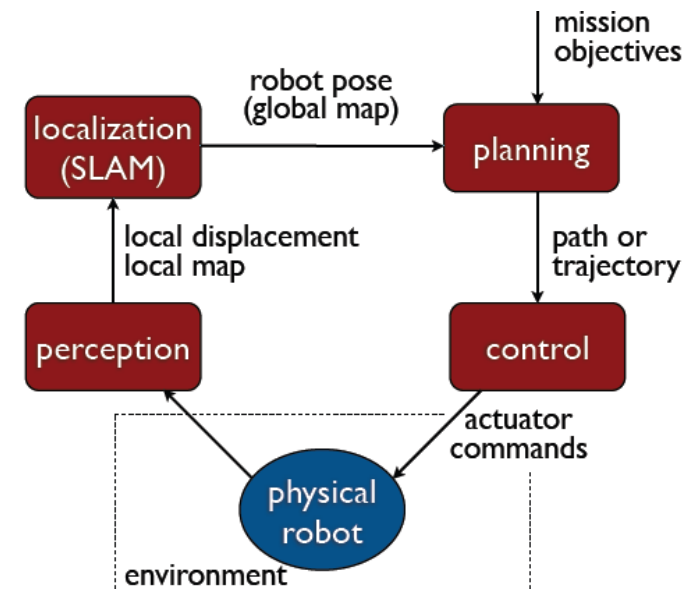 mission
objectives
robot pose
(global map)
localization
(SLAM)
planning
local displacement
local map
path or
trajectory
perception
control
actuator
commands
physical
robot
environment